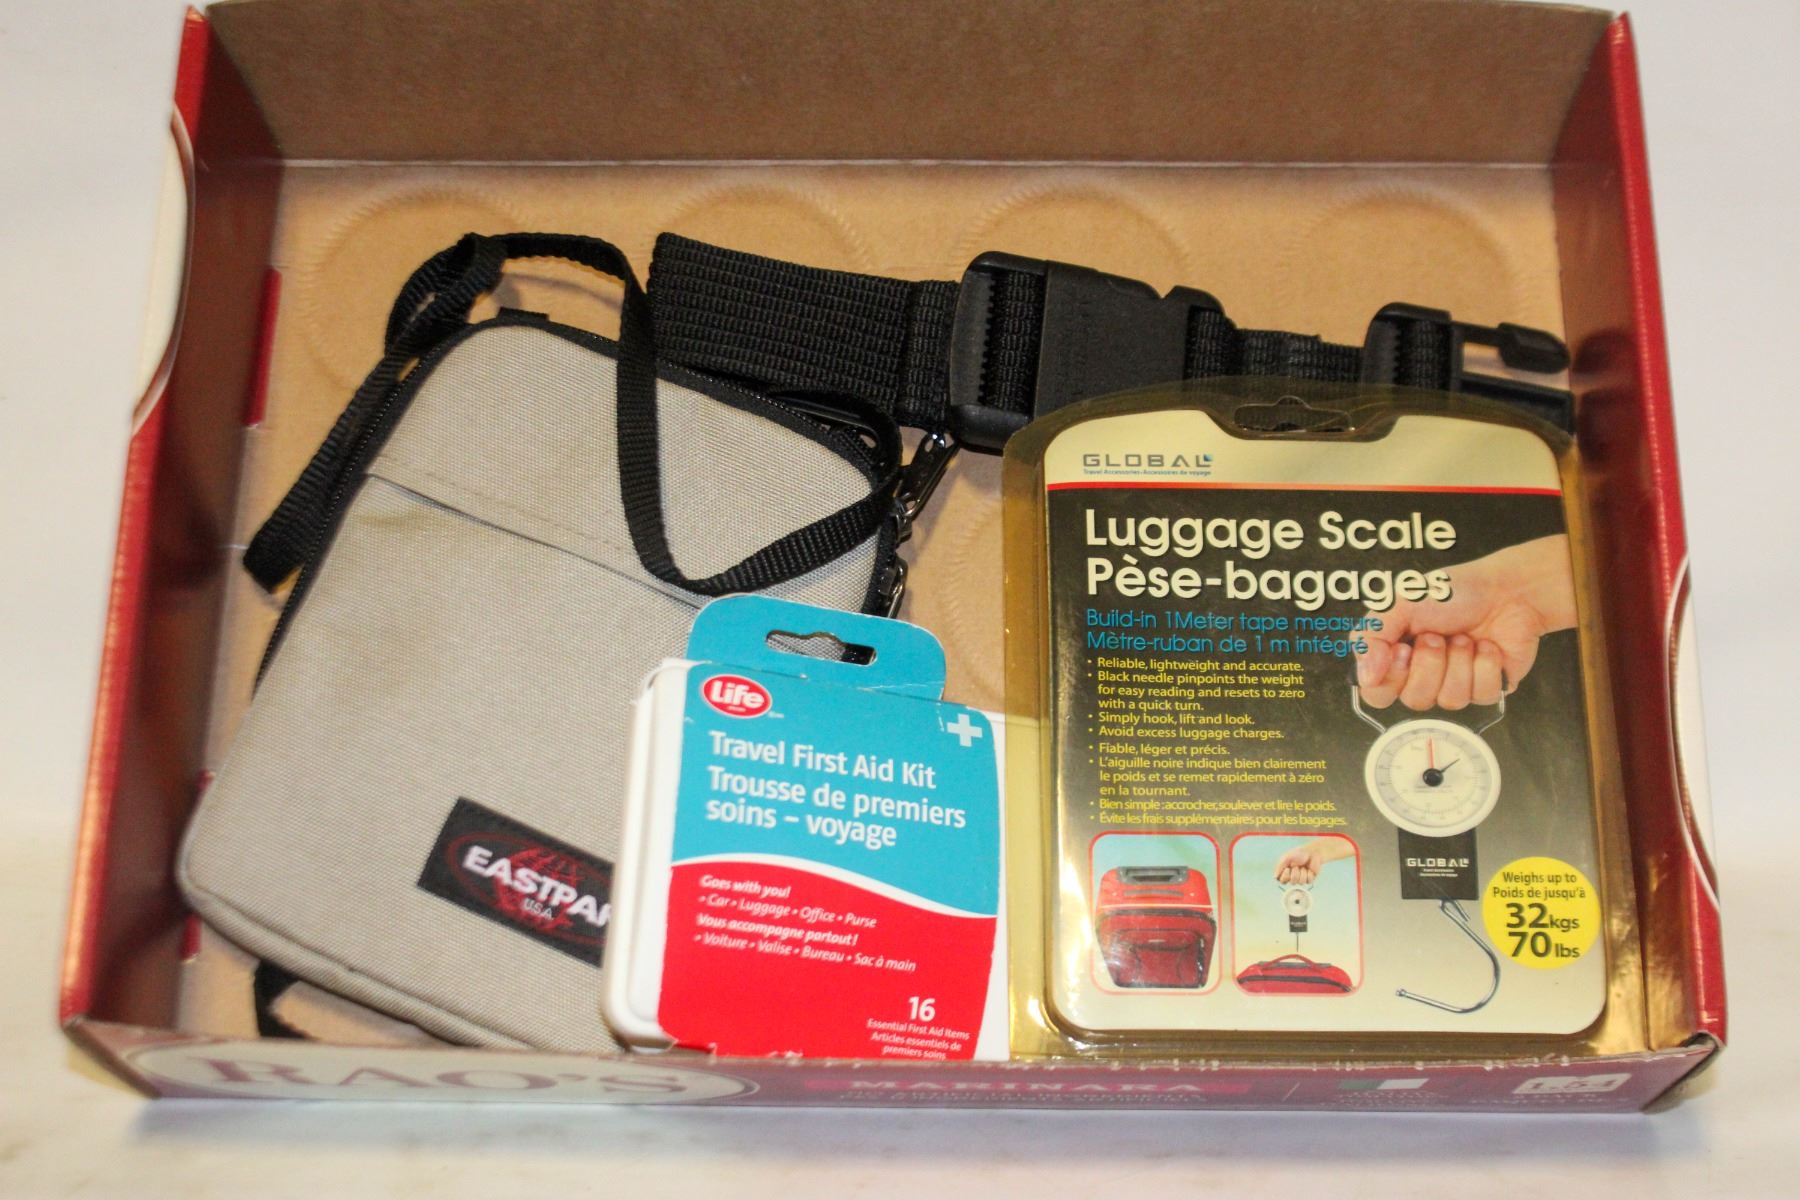 GLOBAL
Travel Accessories-Accessoires de voyage
Luggage Scale
Pèse-bagages
Build-in 1Meter tape measure
Mètre-ruban de 1 m intégré
• Reliable, lightweight and accurate.
• Black needle pinpoints the weight
for easy reading and resets to zero
with a quick turn.
• Simply hook, lift and look.
• Avoid excess luggage charges.
• Fiable, léger et précis.
• L'aiguille noire indique bien clairement
le poids et se remet rapidement à zéro
en la tournant.
• Bien simple: accrocher, soulever et lire le poids.
• Évite les frais supplémentaires pour les bagages.
GLOBAL
Weighs up to
Poids de jusqu'à
32kgs
70lbs
Life
Travel First Aid Kit
Trousse de premiers
soins – voyage
Goes with you!
• Car • Luggage • Office • Purse
Vous accompagne partout!
• Voiture • Valise • Bureau • Sac à main
16
Essential First Aid Items
Articles essentiels de
premiers soins
EASTPA
U.S.A.
RAO'S
MARINARA